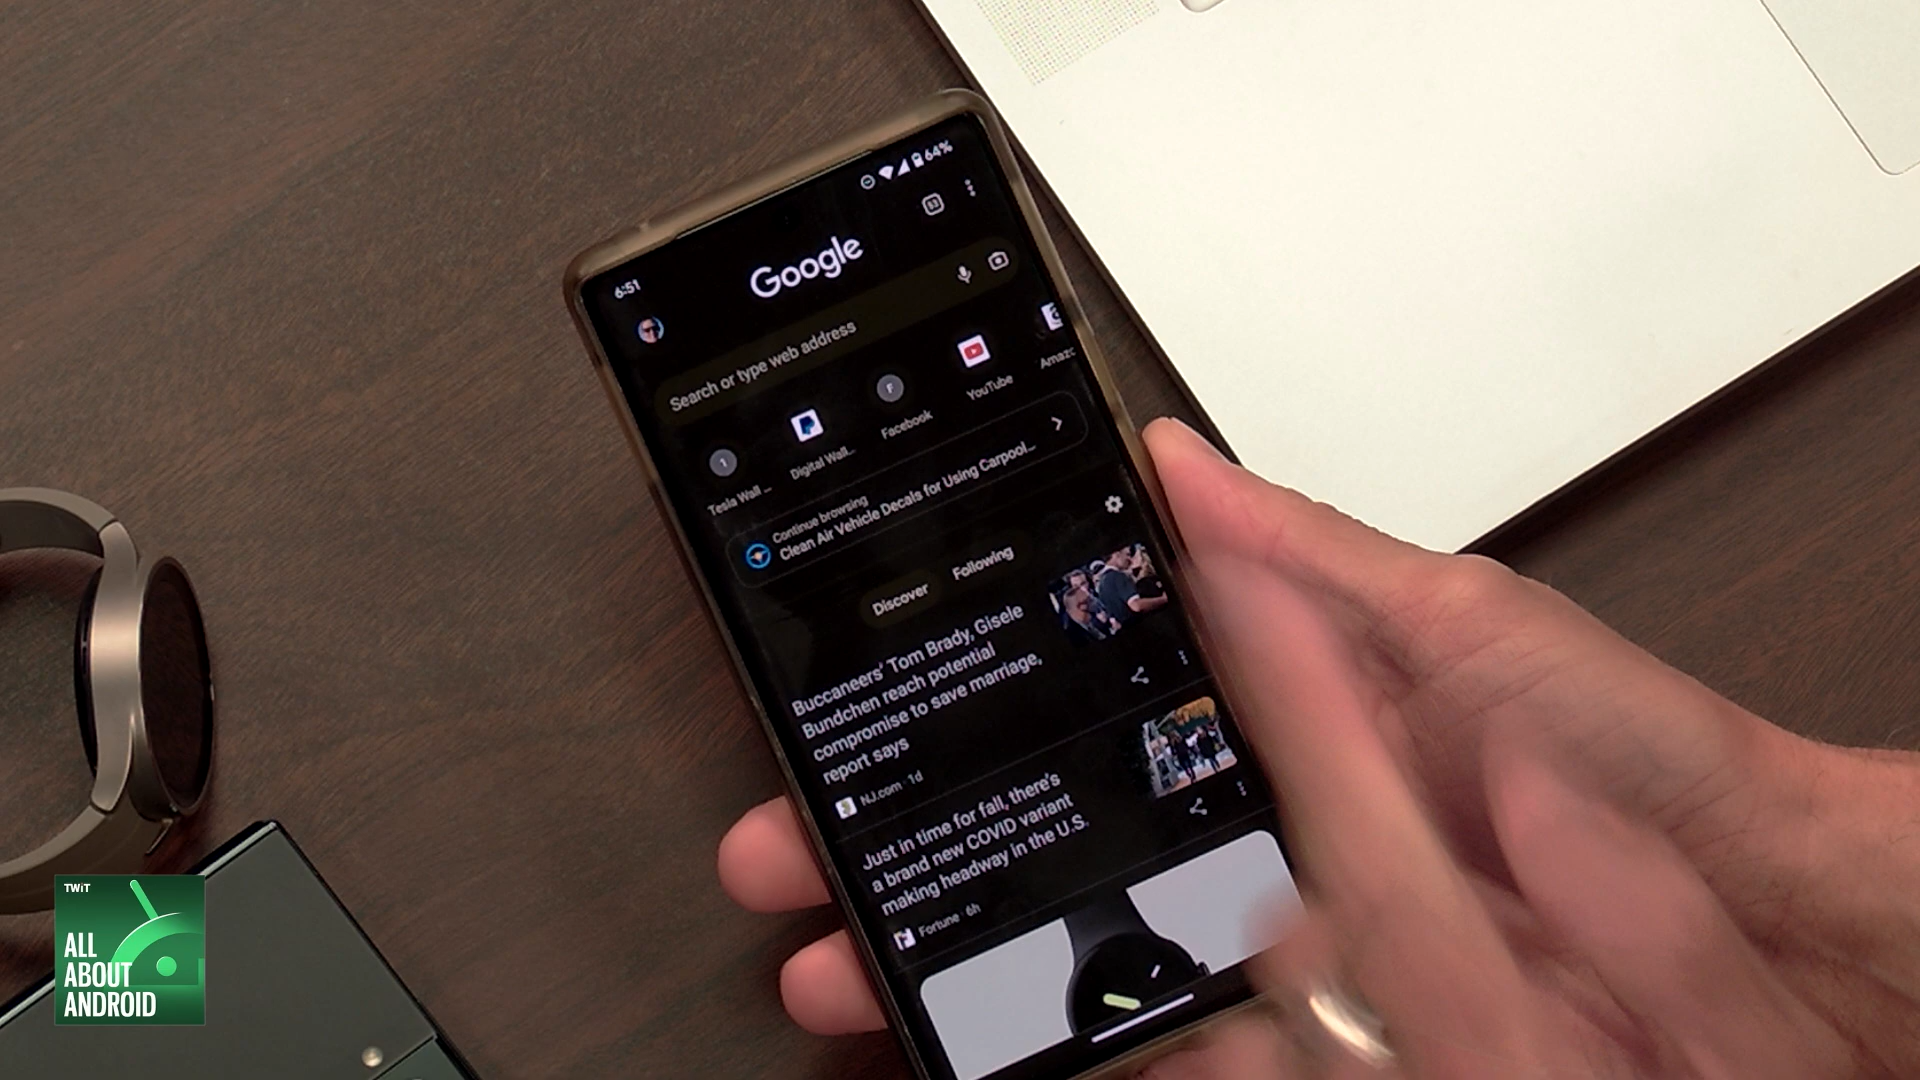 6:51
64%
53
Google
Search or type web address
1
Tesla Wall ...
Digital Wall...
F
Facebook
YouTube
Amazo
Continue browsing
Clean Air Vehicle Decals for Using Carpool...
Discover
Following
Buccaneers' Tom Brady, Gisele
Bundchen reach potential
compromise to save marriage,
report says
NJ.com · 1d
Just in time for fall, there's
a brand new COVID variant
making headway in the U.S.
Fortune · 6h
TWiT
ALL
ABOUT
ANDROID